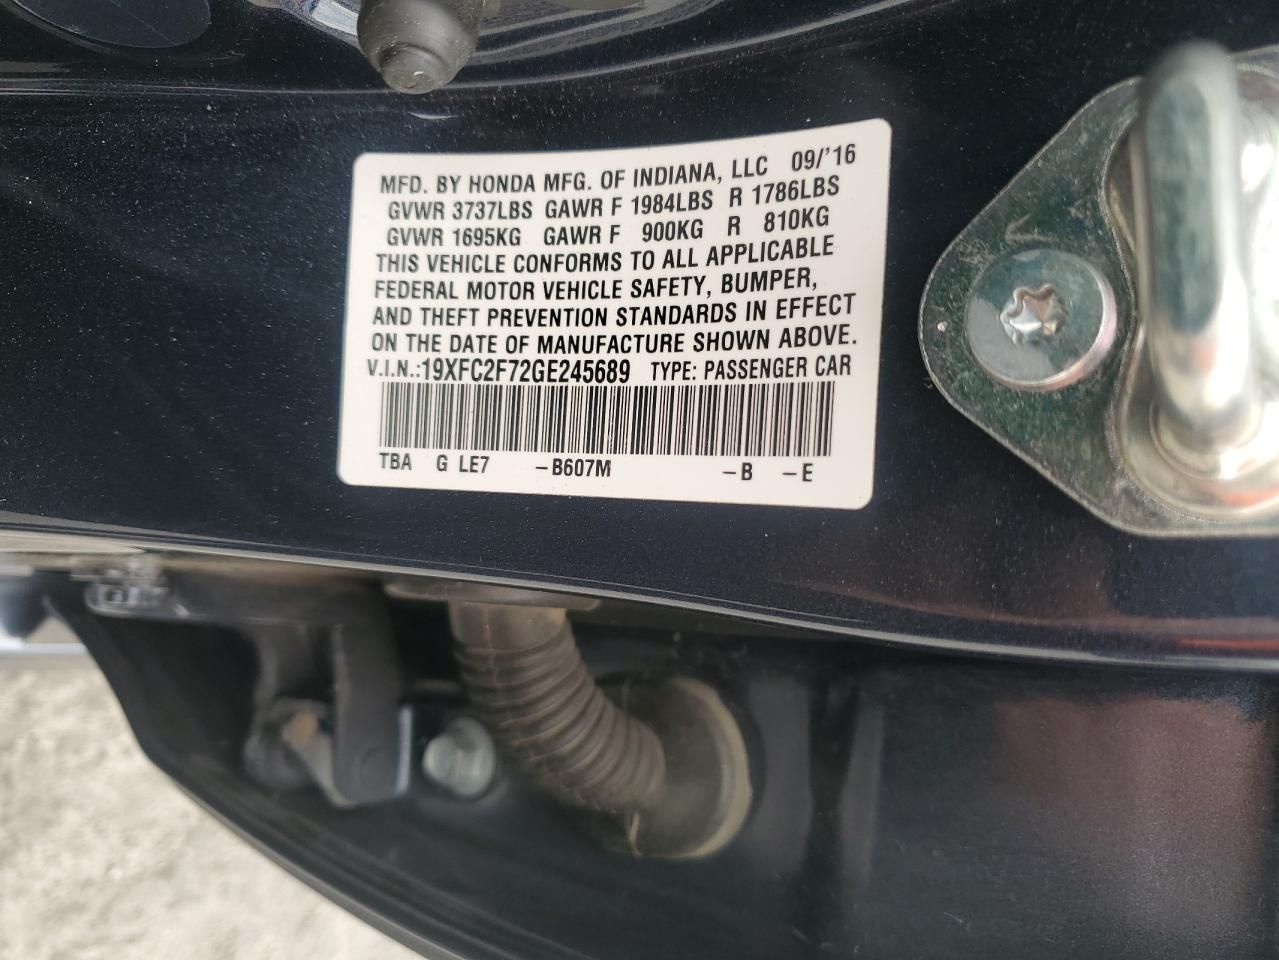 MFD. BY HONDA MFG. OF INDIANA, LLC 09/'16
GVWR 3737LBS GAWR F 1984LBS R 1786LBS
GVWR 1695KG GAWR F 900KG R 810KG
THIS VEHICLE CONFORMS TO ALL APPLICABLE
FEDERAL MOTOR VEHICLE SAFETY, BUMPER,
AND THEFT PREVENTION STANDARDS IN EFFECT
ON THE DATE OF MANUFACTURE SHOWN ABOVE.
V.I.N.:19XFC2F72GE245689 TYPE: PASSENGER CAR
TBA G LE7 -B607M -B -E